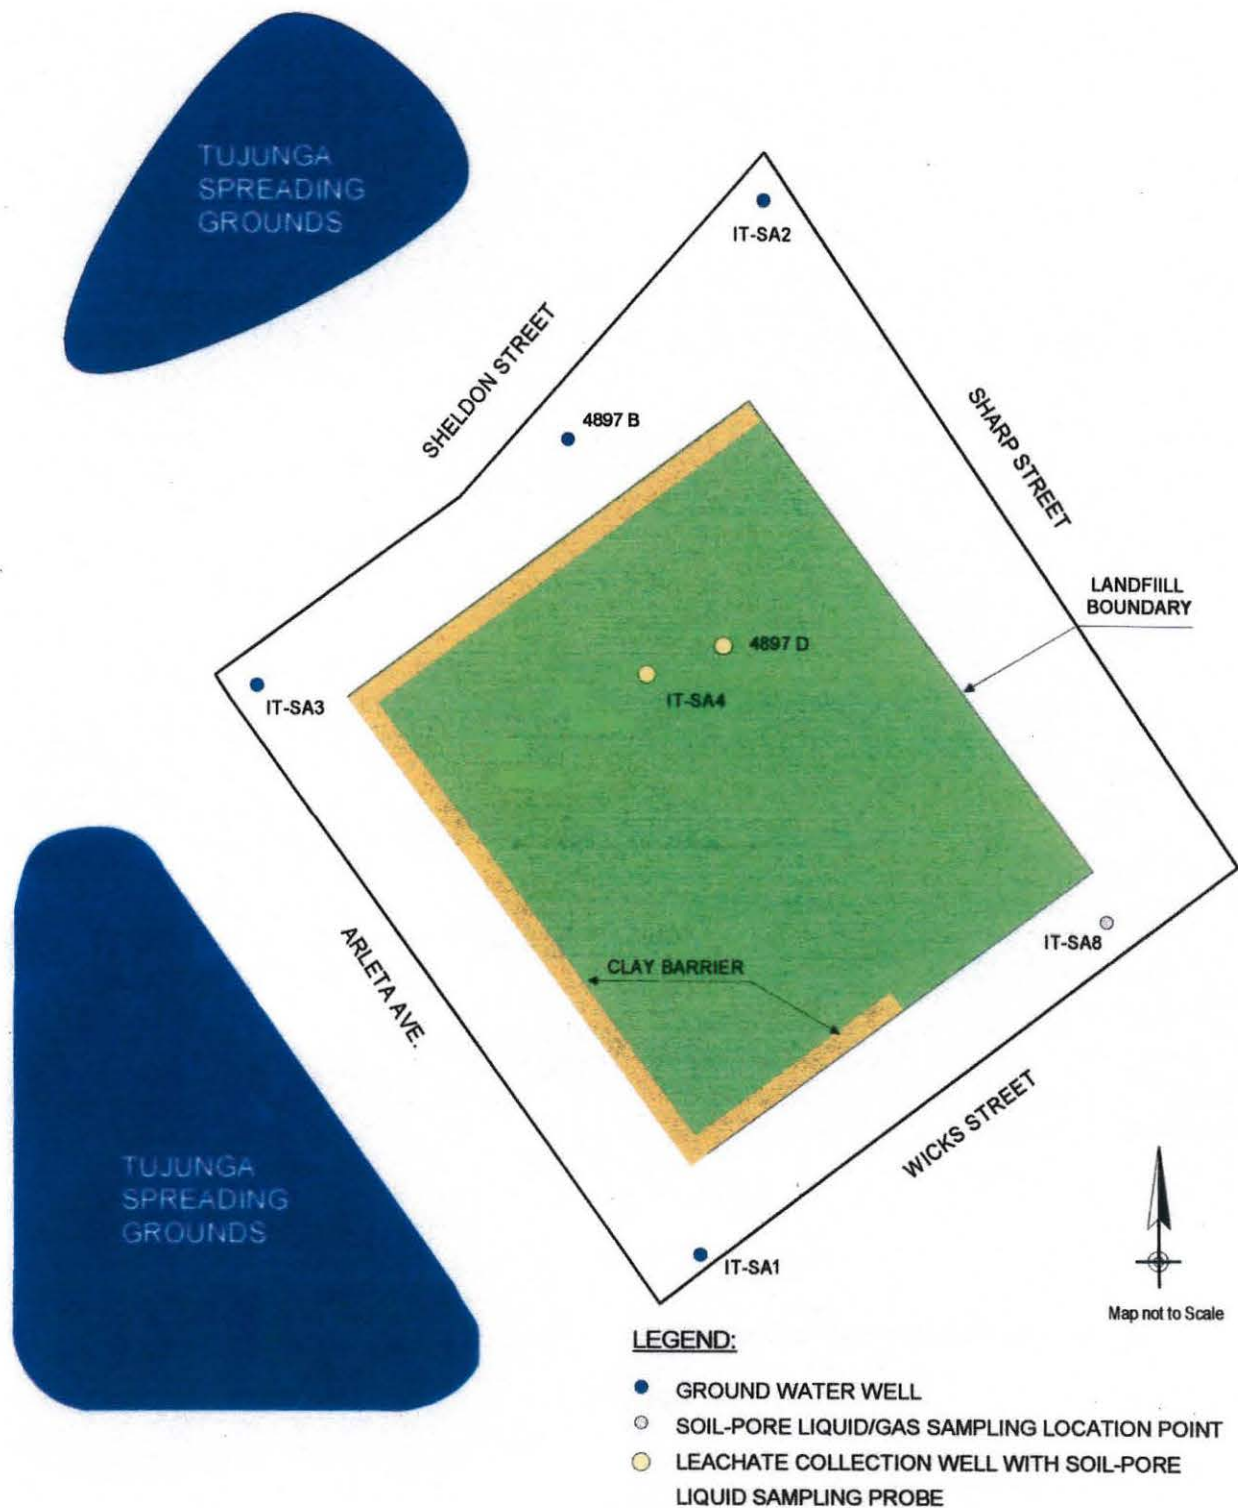 TUJUNGA
SPREADING
GROUNDS
IT-SA2
SHELDON STREET
4897 B
SHARP STREET
LANDFIILL
BOUNDARY
4897 D
IT-SA4
IT-SA3
IT-SA8
ARLETA AVE.
CLAY BARRIER
WICKS STREET
TUJUNGA
SPREADING
GROUNDS
IT-SA1
Map not to Scale
LEGEND:
GROUND WATER WELL
SOIL-PORE LIQUID/GAS SAMPLING LOCATION POINT
LEACHATE COLLECTION WELL WITH SOIL-PORE
LIQUID SAMPLING PROBE